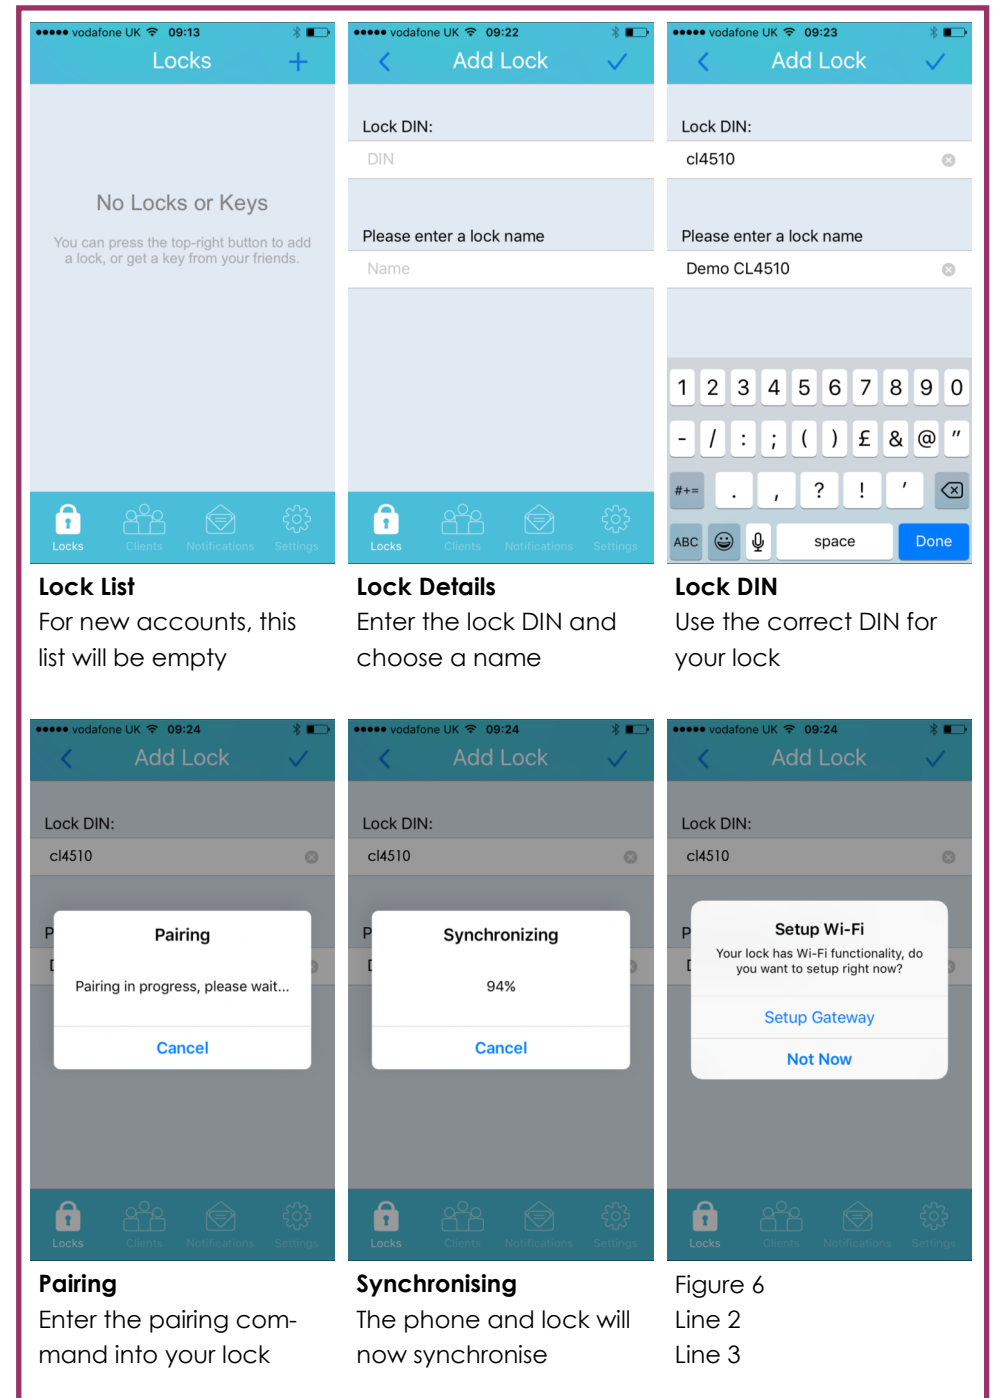 vodafone UK 09:13
Locks +
No Locks or Keys
You can press the top-right button to add
a lock, or get a key from your friends.
Locks Clients Notifications Settings
Lock List
For new accounts, this
list will be empty
vodafone UK 09:22
Add Lock
Lock DIN:
DIN
Please enter a lock name
Name
Locks Clients Notifications Settings
Lock Details
Enter the lock DIN and
choose a name
vodafone UK 09:23
Add Lock
Lock DIN:
cl4510
Please enter a lock name
Demo CL4510
1 2 3 4 5 6 7 8 9 0
- / : ; ( ) £ & @ "
#+= . , ? ! '
ABC space Done
Lock DIN
Use the correct DIN for
your lock
vodafone UK 09:24
Add Lock
Lock DIN:
cl4510
P
Pairing
Pairing in progress, please wait...
Cancel
Locks Clients Notifications Settings
Pairing
Enter the pairing com-
mand into your lock
vodafone UK 09:24
Add Lock
Lock DIN:
cl4510
P
Synchronizing
94%
Cancel
Locks Clients Notifications Settings
Synchronising
The phone and lock will
now synchronise
vodafone UK 09:24
Add Lock
Lock DIN:
cl4510
P
Setup Wi-Fi
Your lock has Wi-Fi functionality, do
you want to setup right now?
Setup Gateway
Not Now
Locks Clients Notifications Settings
Figure 6
Line 2
Line 3